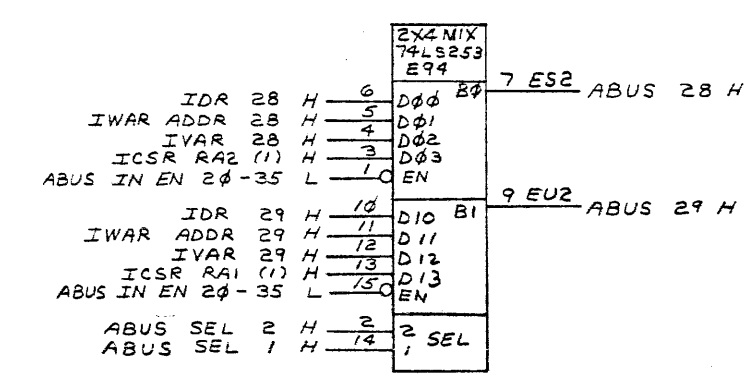 2X4 MIX
74LS253
E94
IDR 28 H 6 DØØ BØ 7 ES2 ABUS 28 H
IWAR ADDR 28 H 5 DØ1
IVAR 28 H 4 DØ2
ICSR RA2 (1) H 3 DØ3
ABUS IN EN 2Ø-35 L 1 EN
IDR 29 H 1Ø D10 B1 9 EU2 ABUS 29 H
IWAR ADDR 29 H 11 D11
IVAR 29 H 12 D12
ICSR RA1 (1) H 13 D13
ABUS IN EN 2Ø-35 L 15 EN
ABUS SEL 2 H 2 2 SEL
ABUS SEL 1 H 14 1